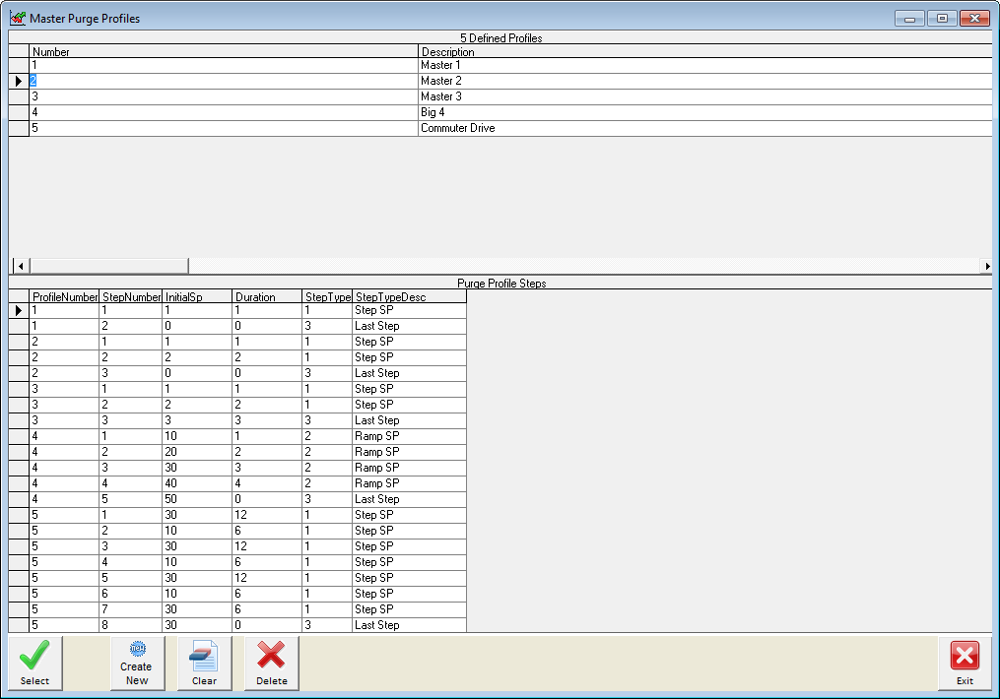 Master Purge Profiles
5 Defined Profiles
Number Description
1 Master 1
2 Master 2
3 Master 3
4 Big 4
5 Commuter Drive
Purge Profile Steps
ProfileNumber StepNumber InitialSp Duration StepType StepTypeDesc
1 1 1 1 1 Step SP
1 2 0 0 3 Last Step
2 1 1 1 1 Step SP
2 2 2 2 1 Step SP
2 3 0 0 3 Last Step
3 1 1 1 1 Step SP
3 2 2 2 1 Step SP
3 3 3 3 3 Last Step
4 1 10 1 2 Ramp SP
4 2 20 2 2 Ramp SP
4 3 30 3 2 Ramp SP
4 4 40 4 2 Ramp SP
4 5 50 0 3 Last Step
5 1 30 12 1 Step SP
5 2 10 6 1 Step SP
5 3 30 12 1 Step SP
5 4 10 6 1 Step SP
5 5 30 12 1 Step SP
5 6 10 6 1 Step SP
5 7 30 6 1 Step SP
5 8 30 0 3 Last Step
Select Create New Clear Delete Exit